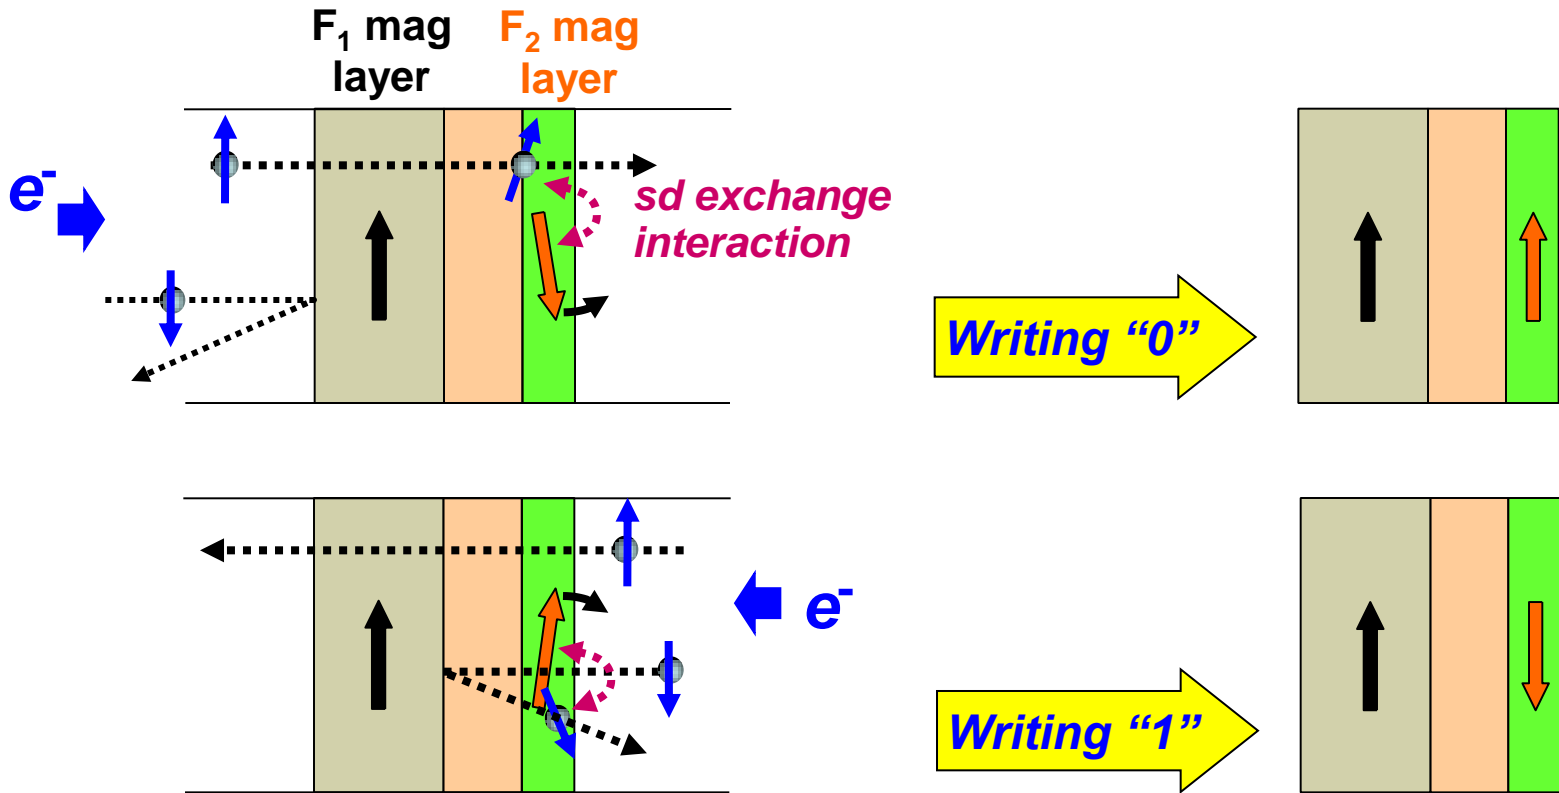 F₁ mag
layer
F₂ mag
layer
e⁻
sd exchange
interaction
Writing “0”
e⁻
Writing “1”